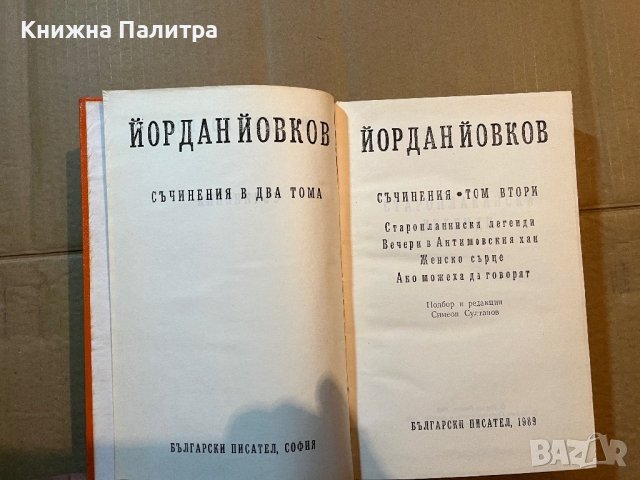 Книжна Палитра
ЙОРДАН ЙОВКОВ
СЪЧИНЕНИЯ В ДВА ТОМА
БЪЛГАРСКИ ПИСАТЕЛ, СОФИЯ
ЙОРДАН ЙОВКОВ
СЪЧИНЕНИЯ • ТОМ ВТОРИ
Старопланински легенди
Вечери в Антимовския хан
Женско сърце
Ако можеха да говорят
Подбор и редакция
Симеон Султанов
БЪЛГАРСКИ ПИСАТЕЛ, 1989
BAZAR